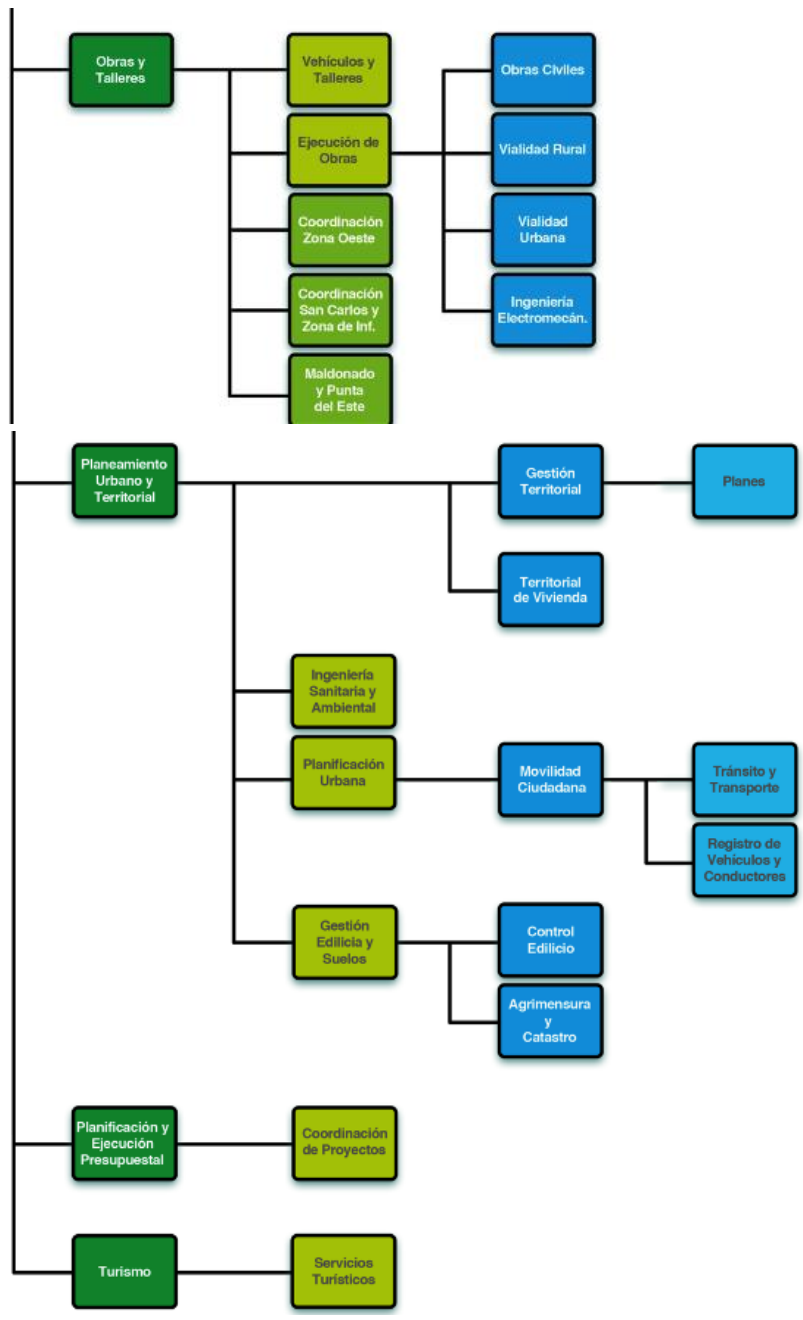 Obras y
Talleres
Vehículos y
Talleres
Obras Civiles
Ejecución de
Obras
Vialidad Rural
Coordinación
Zona Oeste
Vialidad
Urbana
Coordinación
San Carlos y
Zona de Inf.
Ingeniería
Electromecán.
Maldonado
y Punta
del Este
Planeamiento
Urbano y
Territorial
Gestión
Territorial
Planes
Territorial
de Vivienda
Ingeniería
Sanitaria y
Ambiental
Planificación
Urbana
Movilidad
Ciudadana
Tránsito y
Transporte
Registro de
Vehículos y
Conductores
Gestión
Edilicia y
Suelos
Control
Edilicio
Agrimensura
y
Catastro
Planificación y
Ejecución
Presupuestal
Coordinación
de Proyectos
Turismo
Servicios
Turísticos